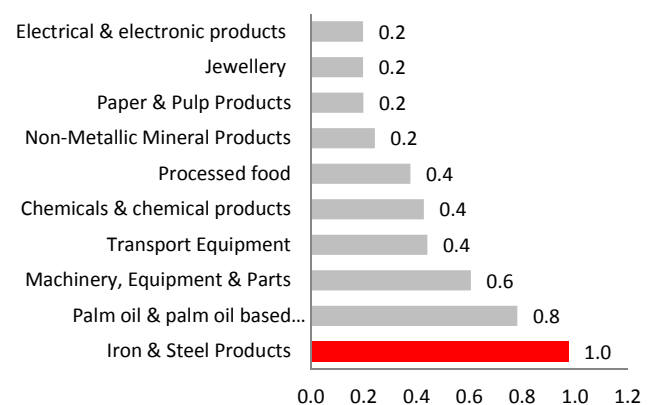 Electrical & electronic products 0.2
Jewellery 0.2
Paper & Pulp Products 0.2
Non-Metallic Mineral Products 0.2
Processed food 0.4
Chemicals & chemical products 0.4
Transport Equipment 0.4
Machinery, Equipment & Parts 0.6
Palm oil & palm oil based... 0.8
Iron & Steel Products 1.0
0.0 0.2 0.4 0.6 0.8 1.0 1.2